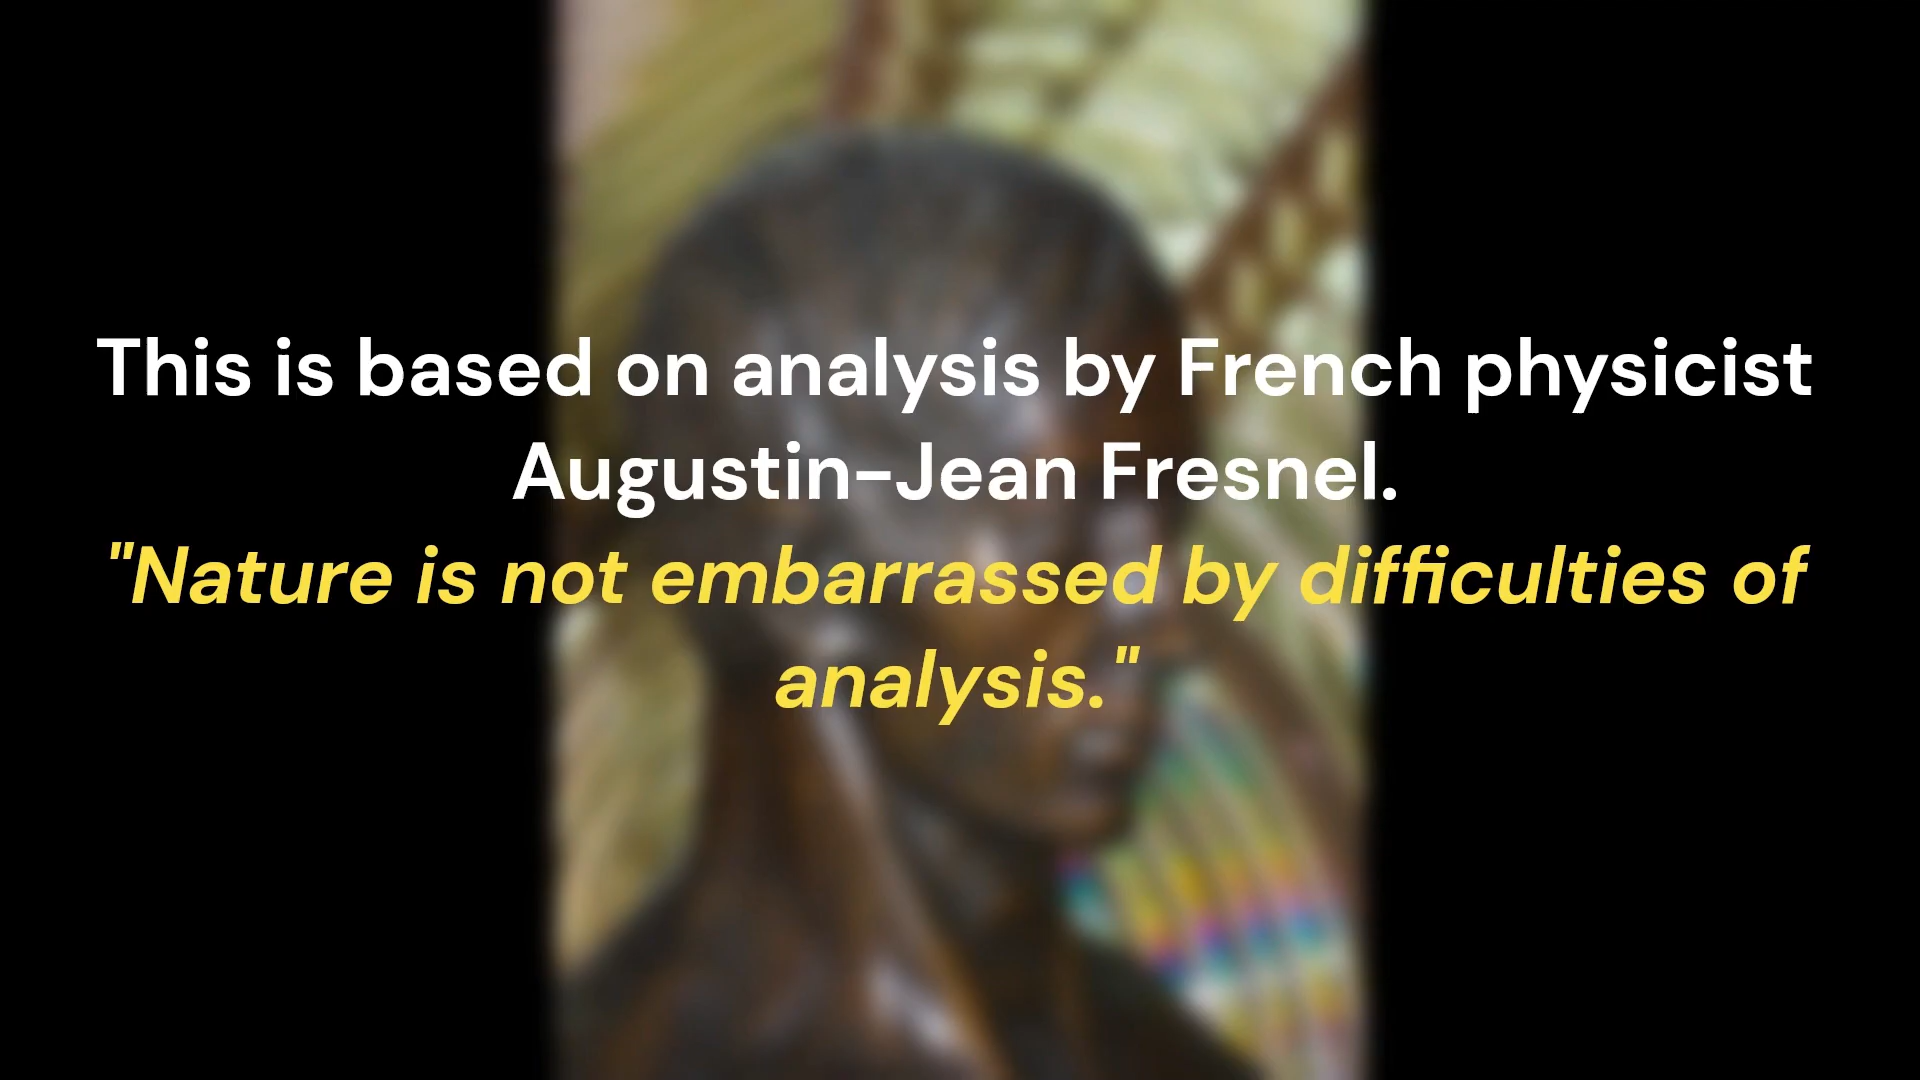 This is based on analysis by French physicist
Augustin-Jean Fresnel.
"Nature is not embarrassed by difficulties of
analysis."